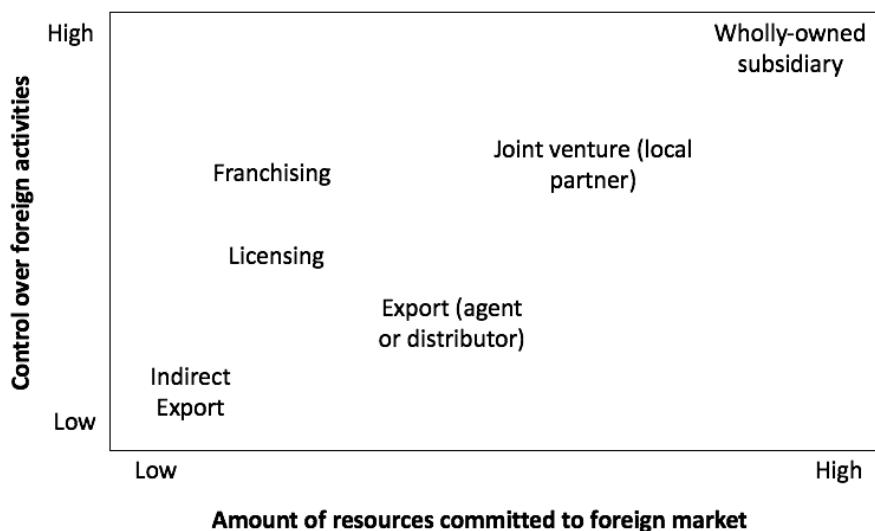 High
Wholly-owned
subsidiary
Control over foreign activities
Joint venture (local
partner)
Franchising
Licensing
Export (agent
or distributor)
Indirect
Export
Low
Low
High
Amount of resources committed to foreign market